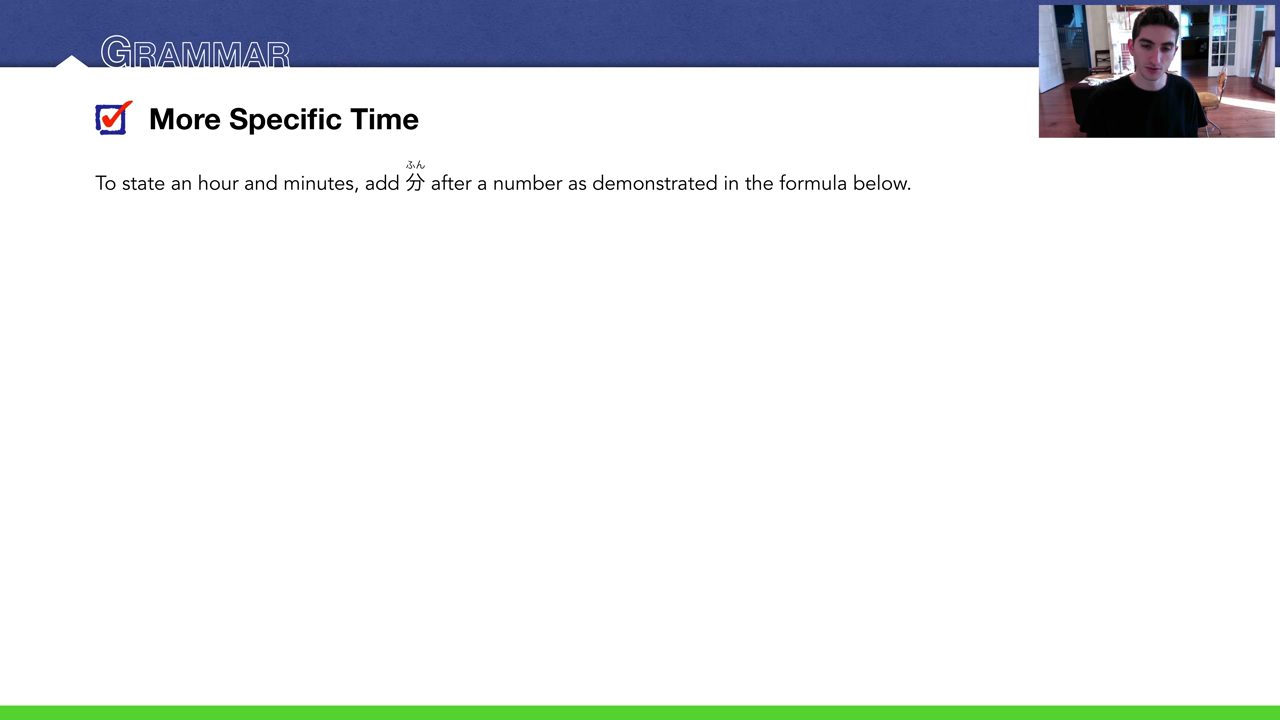 GRAMMAR
More Specific Time
ふん
To state an hour and minutes, add 分 after a number as demonstrated in the formula below.